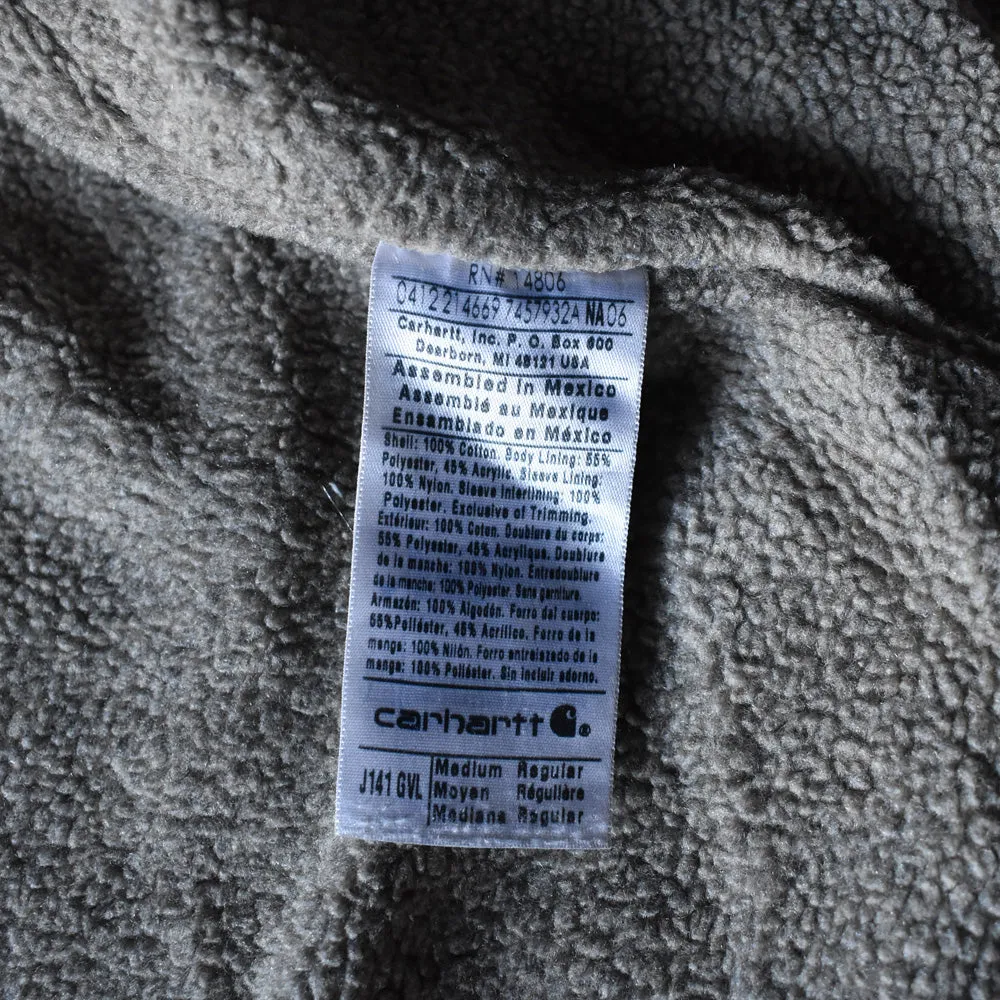 RN# 14806
0412 214669 7457932A NA06
Carhartt, Inc. P. O. Box 600
Dearborn, MI 48121 USA
Assembled in Mexico
Assemblé au Mexique
Ensamblado en México
Shell: 100% Cotton. Body Lining: 55%
Polyester, 45% Acrylic. Sleeve Lining:
100% Nylon. Sleeve Interlining: 100%
Polyester. Exclusive of Trimming.
Extérieur: 100% Coton. Doublure du corps:
55% Polyester, 45% Acrylique. Doublure
de la manche: 100% Nylon. Entredoublure
de la manche: 100% Polyester. Sans garniture.
Armazón: 100% Algodón. Forro del cuerpo:
55%Poliéster, 45% Acrílico. Forro de la
manga: 100% Nilón. Forro entrelazado de la
manga: 100% Poliéster. Sin incluir adorno.
carhartt ®
J141 GVL
Medium Regular
Moyen Régulière
Mediana Regular